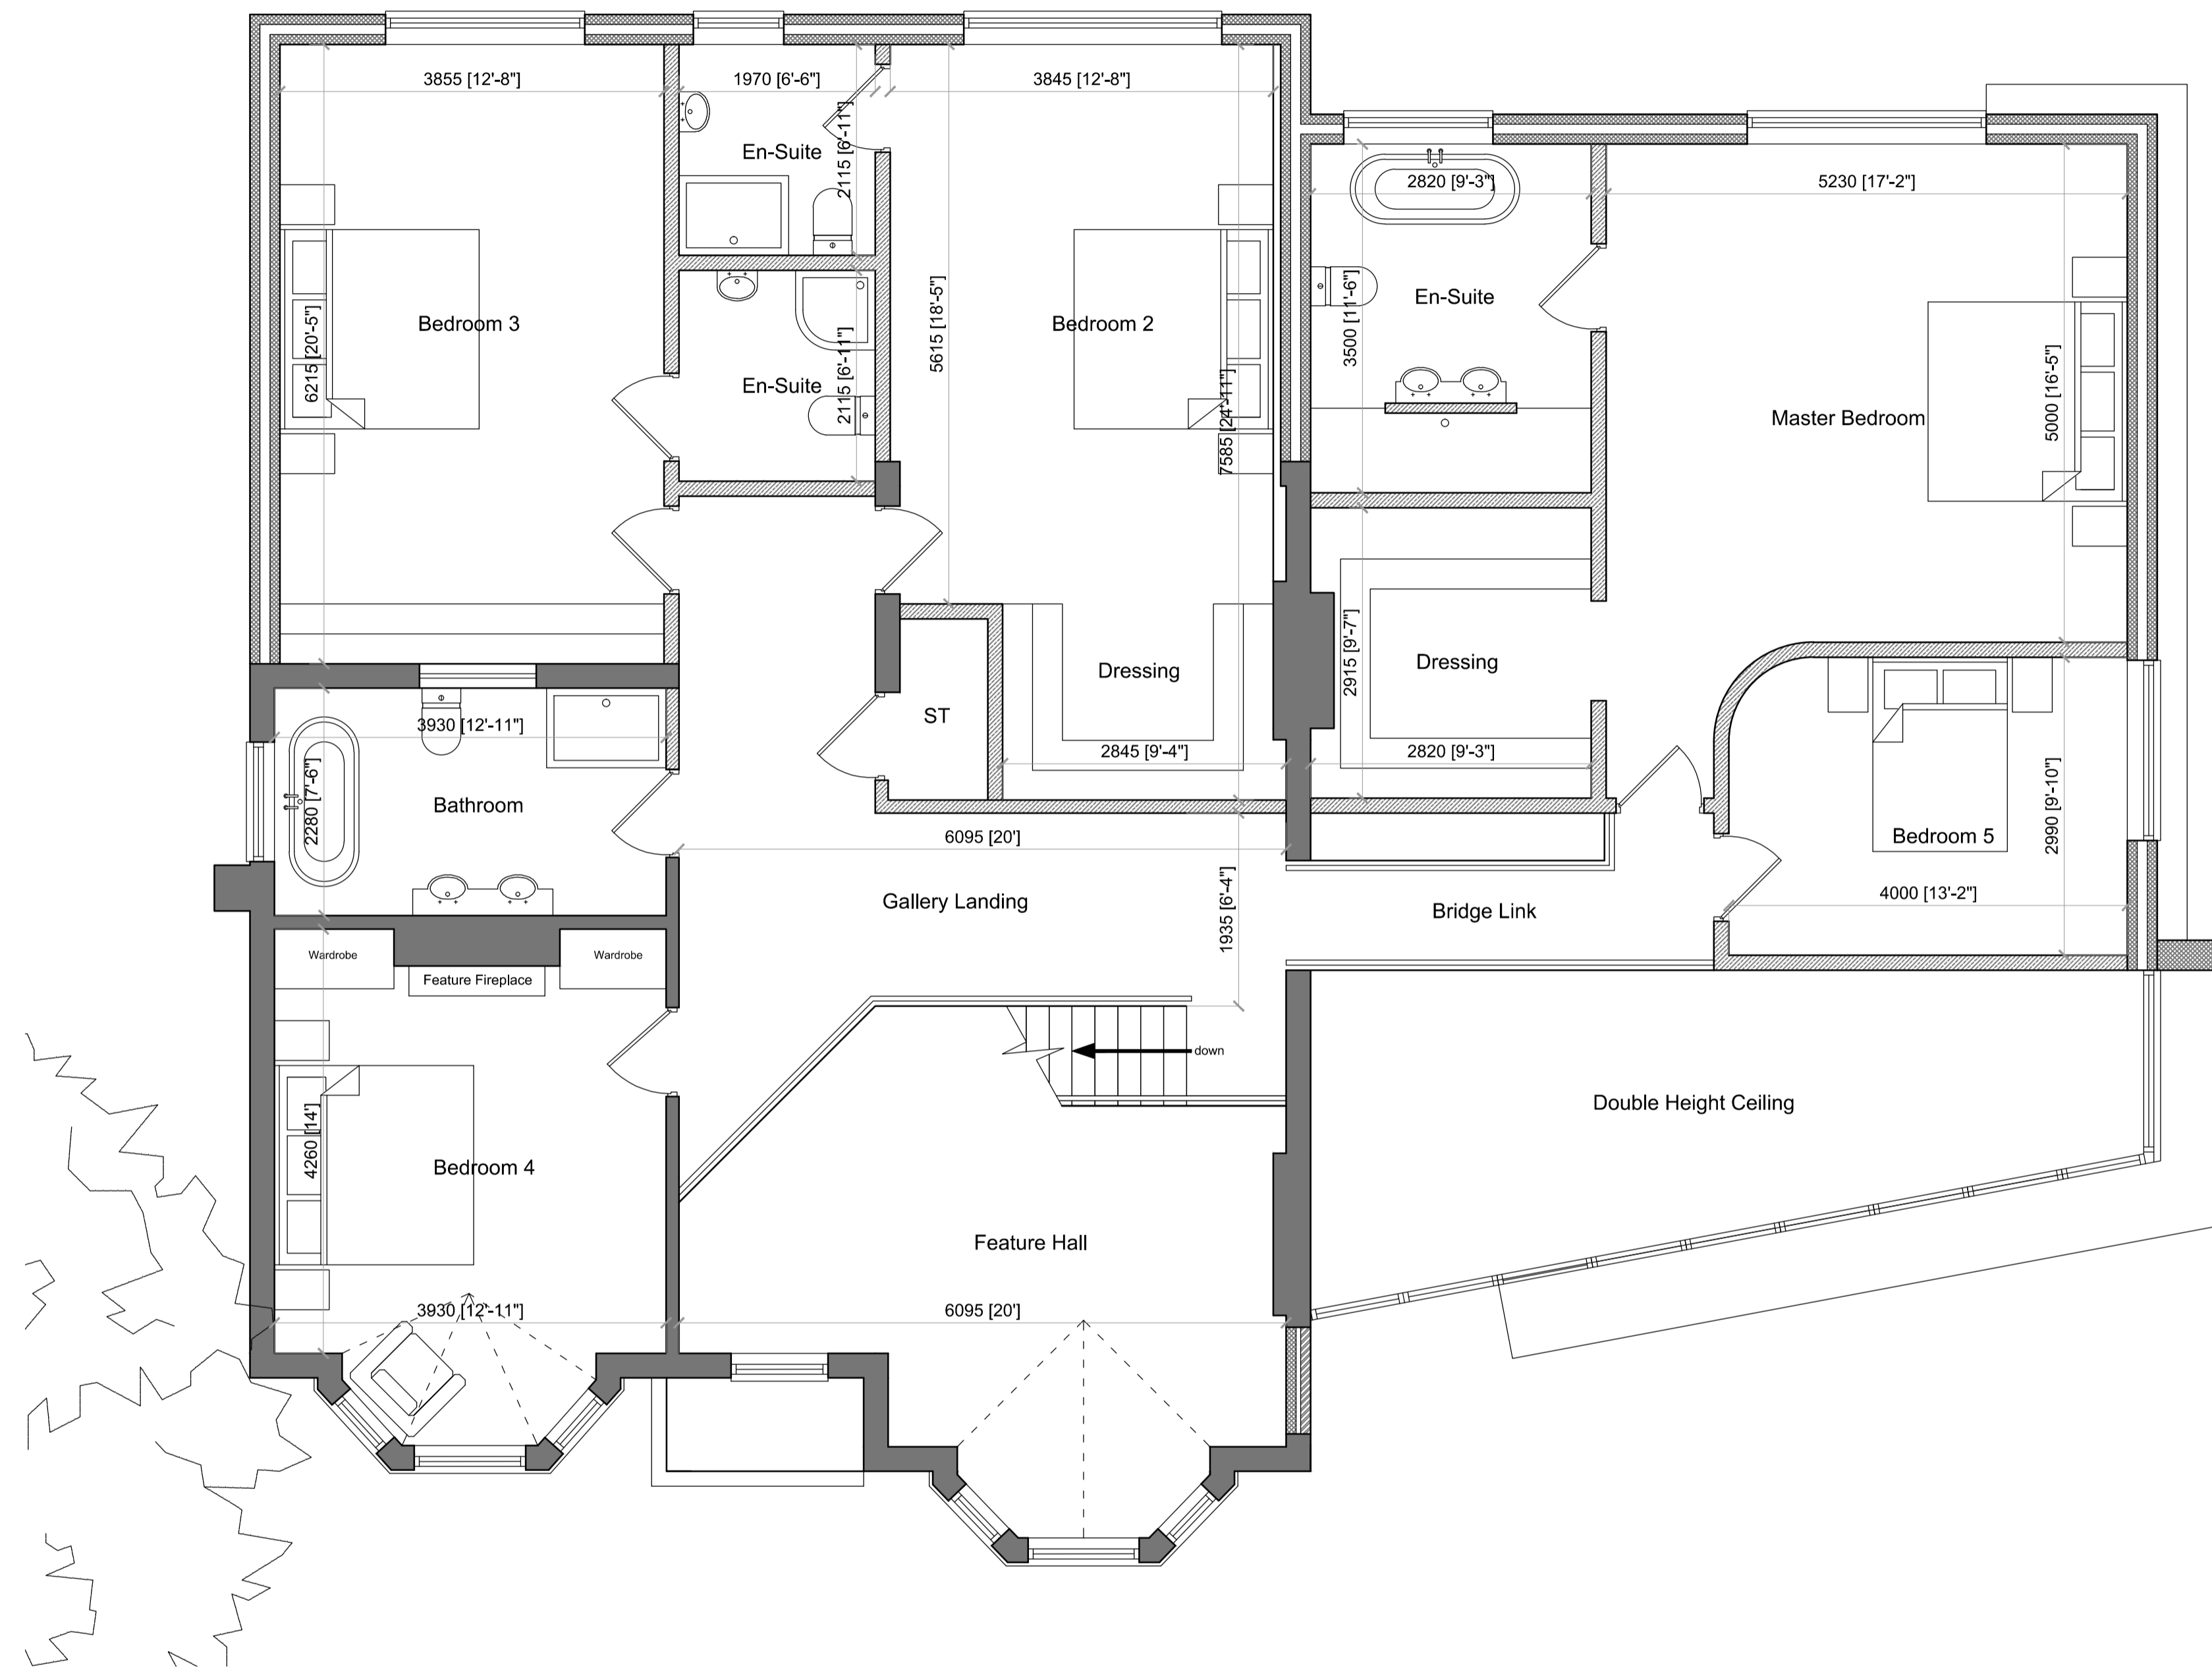 3855 [12'-8"]
1970 [6'-6"]
3845 [12'-8"]
2115 [6'-11"]
En-Suite
2820 [9'-3"]
5230 [17'-2"]
En-Suite
3500 [11'-6"]
Bedroom 3
6215 [20'-5"]
5615 [18'-5"]
Bedroom 2
En-Suite
2115 [6'-11"]
7585 [24'-11"]
Master Bedroom
5000 [16'-5"]
Dressing
Dressing
2915 [9'-7"]
ST
3930 [12'-11"]
2845 [9'-4"]
2820 [9'-3"]
Bathroom
2280 [7'-6"]
6095 [20']
Bedroom 5
2990 [9'-10"]
4000 [13'-2"]
Gallery Landing
1935 [6'-4"]
Bridge Link
Wardrobe
Wardrobe
Feature Fireplace
down
Double Height Ceiling
4260 [14']
Bedroom 4
Feature Hall
3930 [12'-11"]
6095 [20']